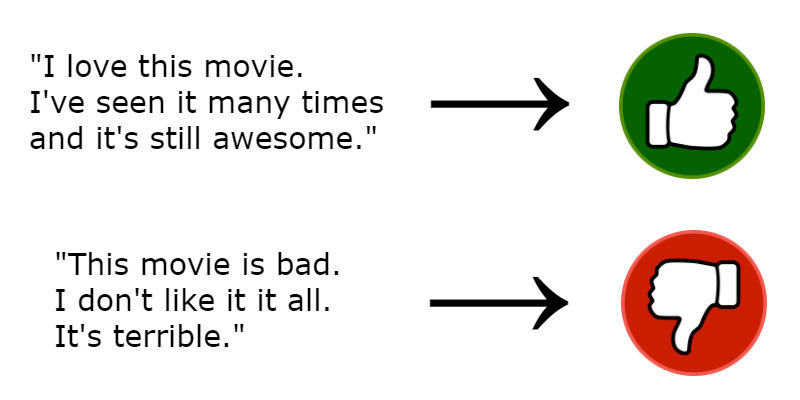 "I love this movie.
I've seen it many times
and it's still awesome."
"This movie is bad.
I don't like it it all.
It's terrible."